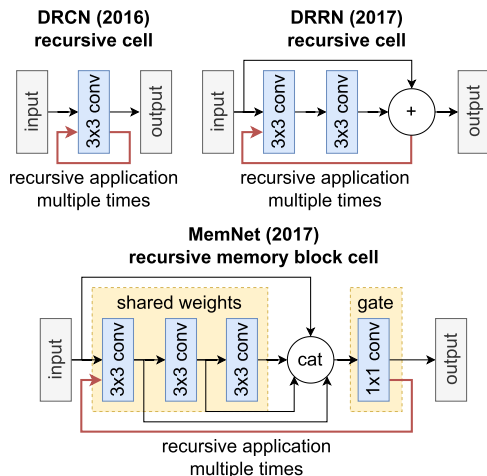 DRCN (2016)
recursive cell
input
3x3 conv
output
recursive application
multiple times
DRRN (2017)
recursive cell
input
3x3 conv
3x3 conv
+
output
recursive application
multiple times
MemNet (2017)
recursive memory block cell
shared weights
gate
input
3x3 conv
3x3 conv
3x3 conv
cat
1x1 conv
output
recursive application
multiple times